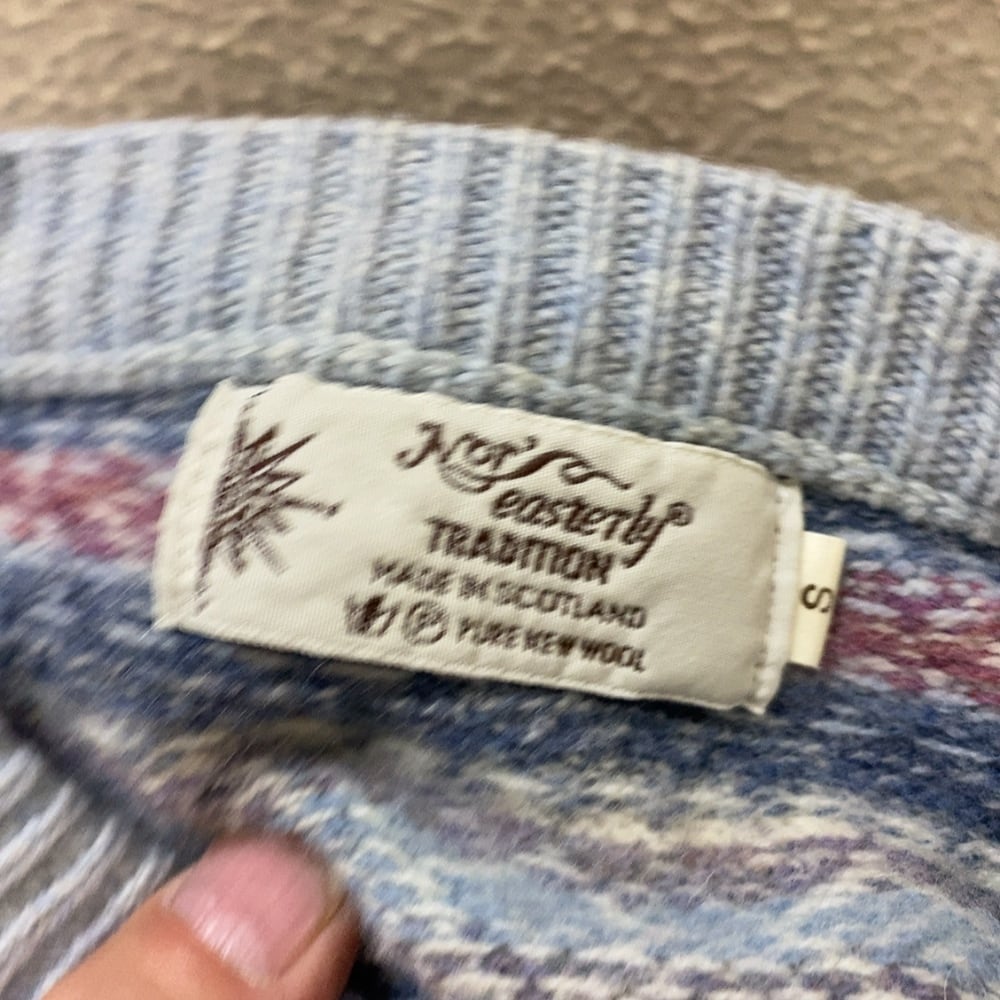 Nor'
easterly®
TRADITION
MADE IN SCOTLAND
Ⓟ PURE NEW WOOL
S